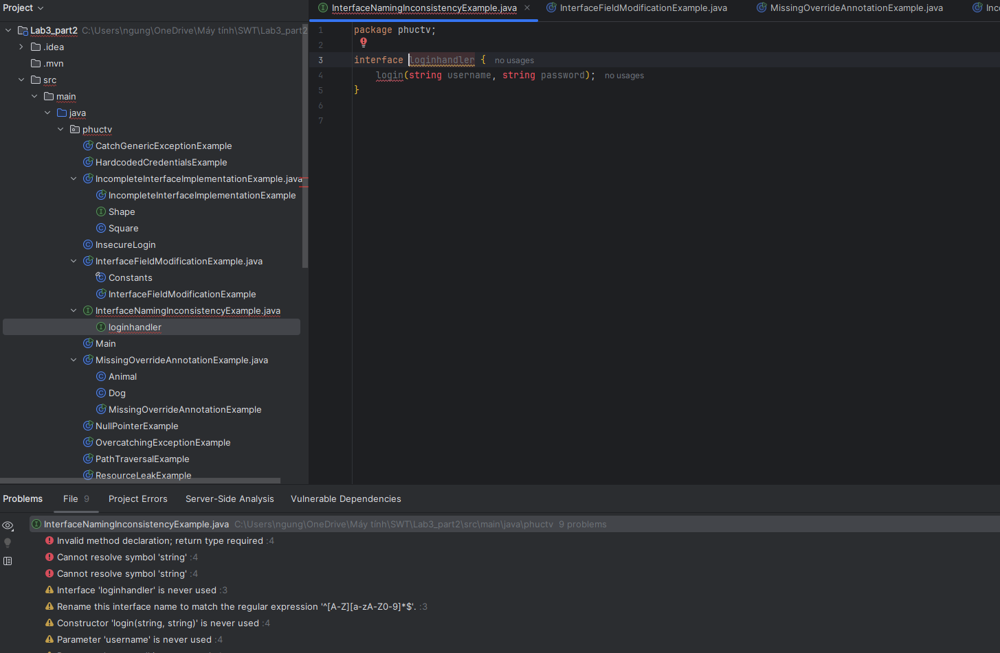 Project
Lab3_part2 C:\Users\ngung\OneDrive\Máy tính\SWT\Lab3_part2
.idea
.mvn
src
main
java
phuctv
CatchGenericExceptionExample
HardcodedCredentialsExample
IncompleteInterfaceImplementationExample.java
IncompleteInterfaceImplementationExample
Shape
Square
InsecureLogin
InterfaceFieldModificationExample.java
Constants
InterfaceFieldModificationExample
InterfaceNamingInconsistencyExample.java
loginhandler
Main
MissingOverrideAnnotationExample.java
Animal
Dog
MissingOverrideAnnotationExample
NullPointerExample
OvercatchingExceptionExample
PathTraversalExample
ResourceLeakExample
InterfaceNamingInconsistencyExample.java InterfaceFieldModificationExample.java MissingOverrideAnnotationExample.java Inc
1 package phuctv;
2
3 interface loginhandler { no usages
4 login(string username, string password); no usages
5 }
6
7
Problems File 9 Project Errors Server-Side Analysis Vulnerable Dependencies
InterfaceNamingInconsistencyExample.java C:\Users\ngung\OneDrive\Máy tính\SWT\Lab3_part2\src\main\java\phuctv 9 problems
Invalid method declaration; return type required :4
Cannot resolve symbol 'string' :4
Cannot resolve symbol 'string' :4
Interface 'loginhandler' is never used :3
Rename this interface name to match the regular expression '^[A-Z][a-zA-Z0-9]*$'. :3
Constructor 'login(string, string)' is never used :4
Parameter 'username' is never used :4